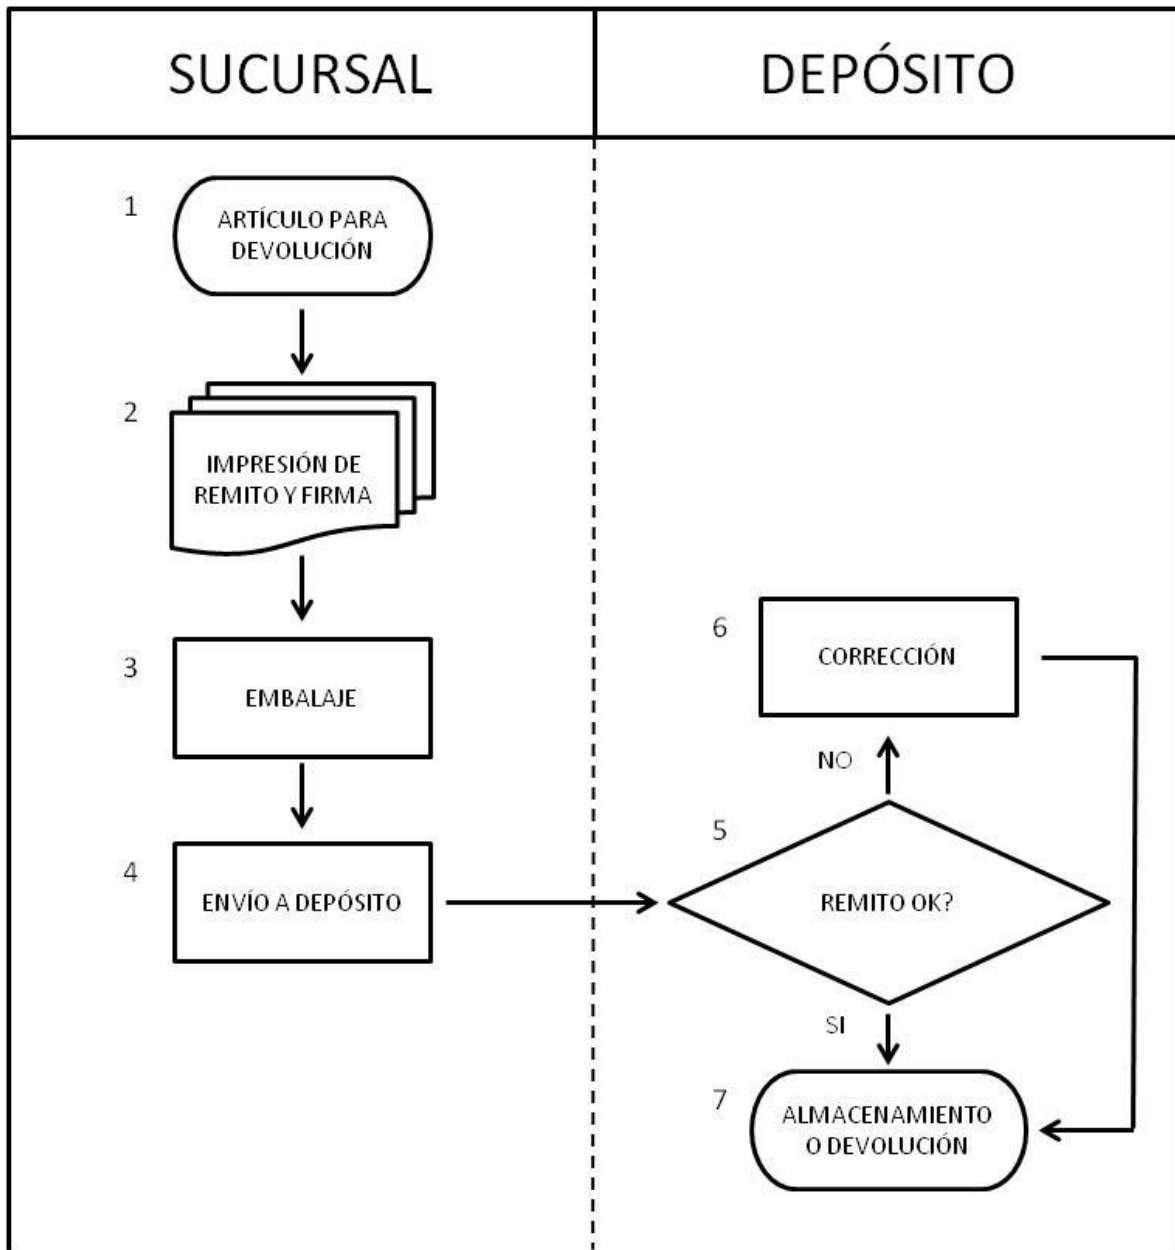 SUCURSAL
DEPÓSITO
1
ARTÍCULO PARA
DEVOLUCIÓN
2
IMPRESIÓN DE
REMITO Y FIRMA
3
EMBALAJE
4
ENVÍO A DEPÓSITO
6
CORRECCIÓN
NO
5
REMITO OK?
SI
7
ALMACENAMIENTO
O DEVOLUCIÓN